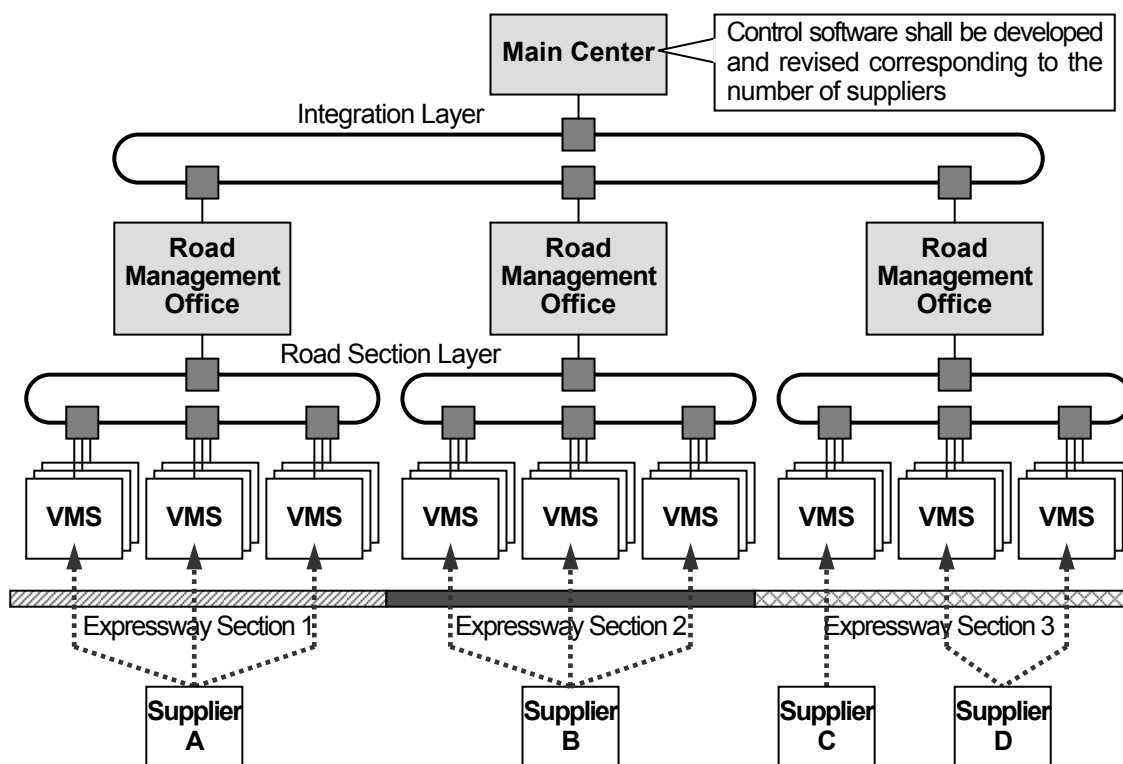 Main Center
Control software shall be developed
and revised corresponding to the
number of suppliers
Integration Layer
Road
Management
Office
Road
Management
Office
Road
Management
Office
Road Section Layer
VMS
VMS
VMS
VMS
VMS
VMS
VMS
VMS
VMS
Expressway Section 1
Expressway Section 2
Expressway Section 3
Supplier
A
Supplier
B
Supplier
C
Supplier
D